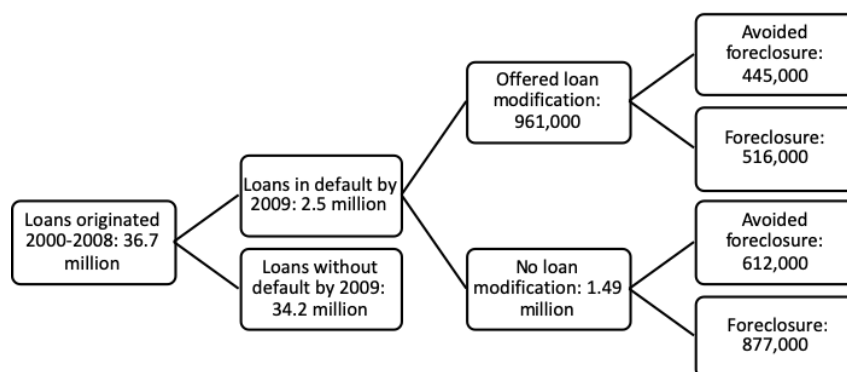 Loans originated
2000-2008: 36.7
million
Loans in default by
2009: 2.5 million
Loans without
default by 2009:
34.2 million
Offered loan
modification:
961,000
No loan
modification: 1.49
million
Avoided
foreclosure:
445,000
Foreclosure:
516,000
Avoided
foreclosure:
612,000
Foreclosure:
877,000